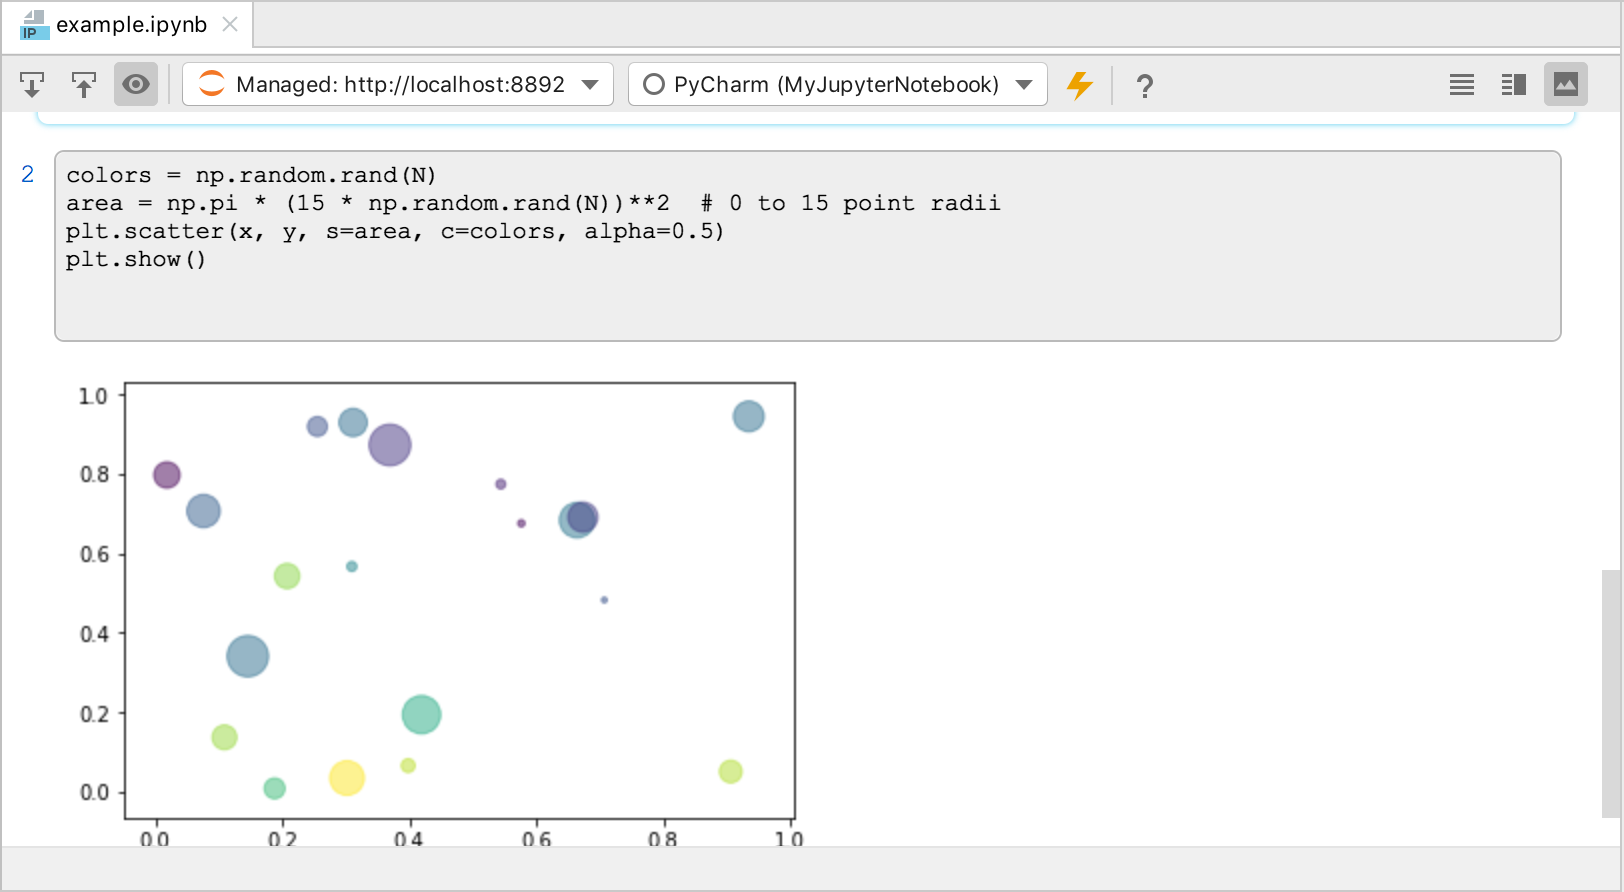 IP example.ipynb
Managed: http://localhost:8892 PyCharm (MyJupyterNotebook) ?
2
colors = np.random.rand(N)
area = np.pi * (15 * np.random.rand(N))**2  # 0 to 15 point radii
plt.scatter(x, y, s=area, c=colors, alpha=0.5)
plt.show()
1.0
0.8
0.6
0.4
0.2
0.0
0.0 0.2 0.4 0.6 0.8 1.0